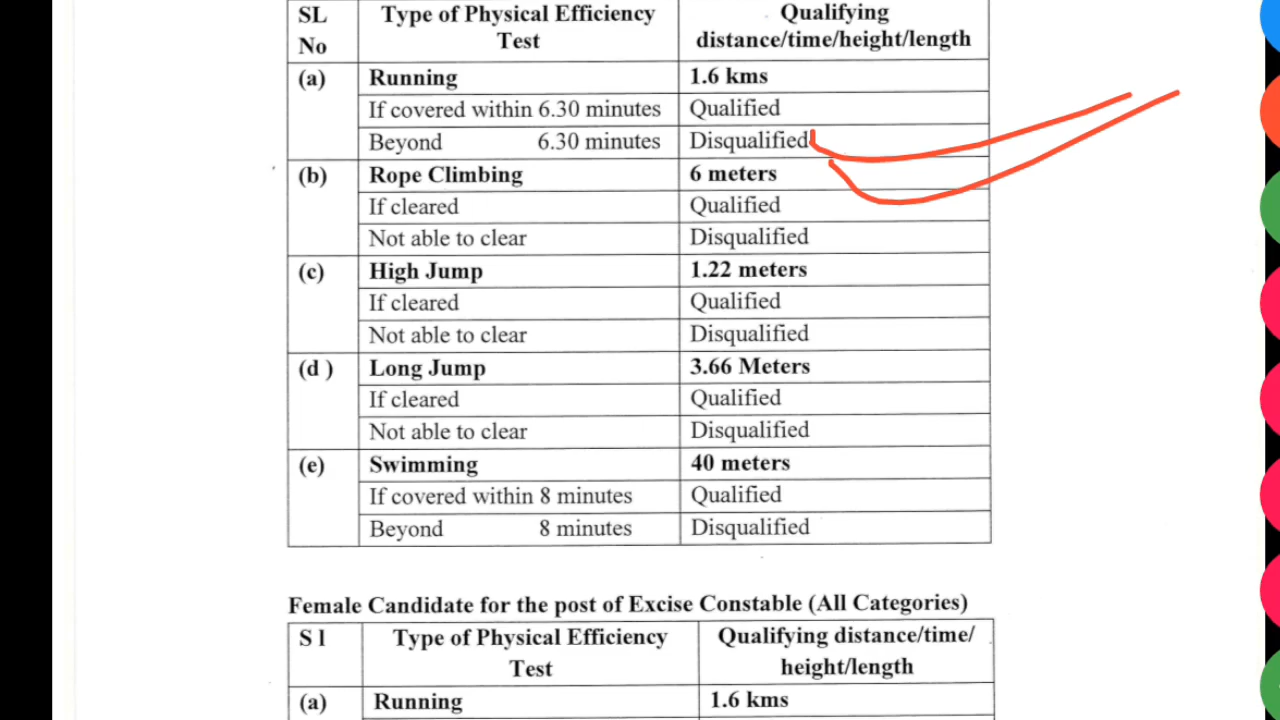 SL No | Type of Physical Efficiency Test | Qualifying distance/time/height/length
(a) | Running | 1.6 kms
If covered within 6.30 minutes | Qualified
Beyond 6.30 minutes | Disqualified
(b) | Rope Climbing | 6 meters
If cleared | Qualified
Not able to clear | Disqualified
(c) | High Jump | 1.22 meters
If cleared | Qualified
Not able to clear | Disqualified
(d ) | Long Jump | 3.66 Meters
If cleared | Qualified
Not able to clear | Disqualified
(e) | Swimming | 40 meters
If covered within 8 minutes | Qualified
Beyond 8 minutes | Disqualified
Female Candidate for the post of Excise Constable (All Categories)
S l | Type of Physical Efficiency Test | Qualifying distance/time/ height/length
(a) | Running | 1.6 kms